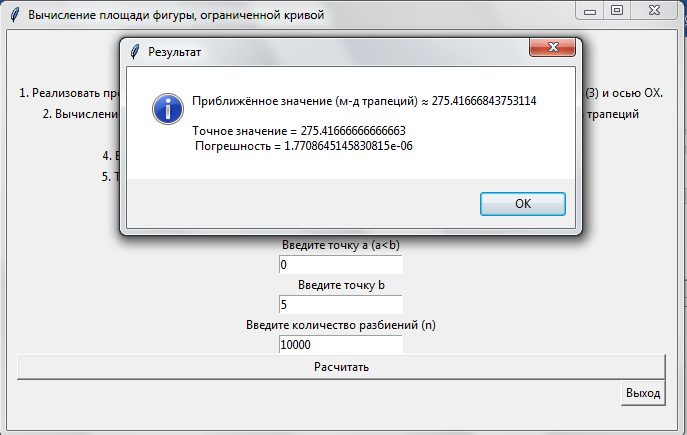 Вычисление площади фигуры, ограниченной кривой
Результат
1. Реализовать пр
(3) и осью OX.
2. Вычислени
трапеций
Приближённое значение (м-д трапеций) ≈ 275.41666843753114
Точное значение = 275.41666666666663
Погрешность = 1.7708645145830815e-06
4. В
5. Т
OK
Введите точку a (a<b)
0
Введите точку b
5
Введите количество разбиений (n)
10000
Расчитать
Выход